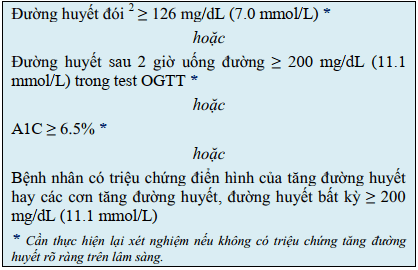 Đường huyết đói ² ≥ 126 mg/dL (7.0 mmol/L) *
hoặc
Đường huyết sau 2 giờ uống đường ≥ 200 mg/dL (11.1
mmol/L) trong test OGTT *
hoặc
A1C ≥ 6.5% *
hoặc
Bệnh nhân có triệu chứng điển hình của tăng đường huyết
hay các cơn tăng đường huyết, đường huyết bất kỳ ≥ 200
mg/dL (11.1 mmol/L)
* Cần thực hiện lại xét nghiệm nếu không có triệu chứng tăng đường
huyết rõ ràng trên lâm sàng.